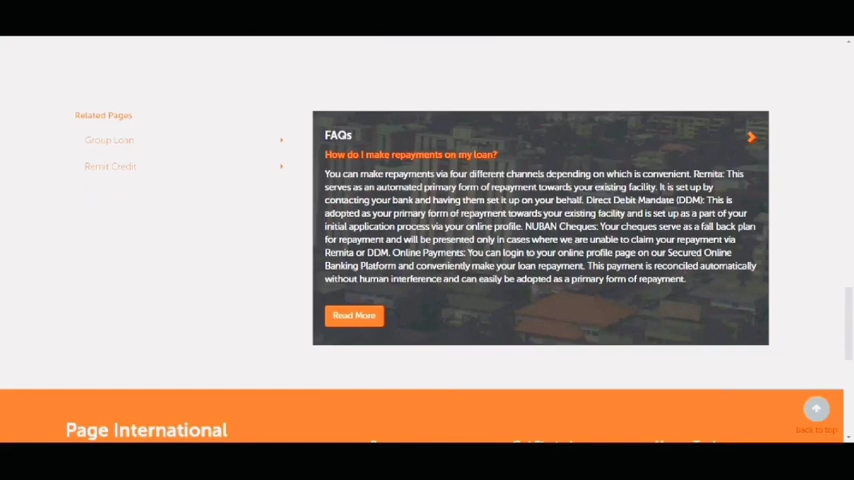 Related Pages
Group Loan
Remit Credit
FAQs
How do I make repayments on my loan?
You can make repayments via four different channels depending on which is convenient. Remita: This
serves as an automated primary form of repayment towards your existing facility. It is set up by
contacting your bank and having them set it up on your behalf. Direct Debit Mandate (DDM): This is
adopted as your primary form of repayment towards your existing facility and is set up as a part of your
initial application process via your online profile. NUBAN Cheques: Your cheques serve as a fall back plan
for repayment and will be presented only in cases where we are unable to claim your repayment via
Remita or DDM. Online Payments: You can login to your online profile page on our Secured Online
Banking Platform and conveniently make your loan repayment. This payment is reconciled automatically
without human interference and can easily be adopted as a primary form of repayment.
Read More
Page International
back to top